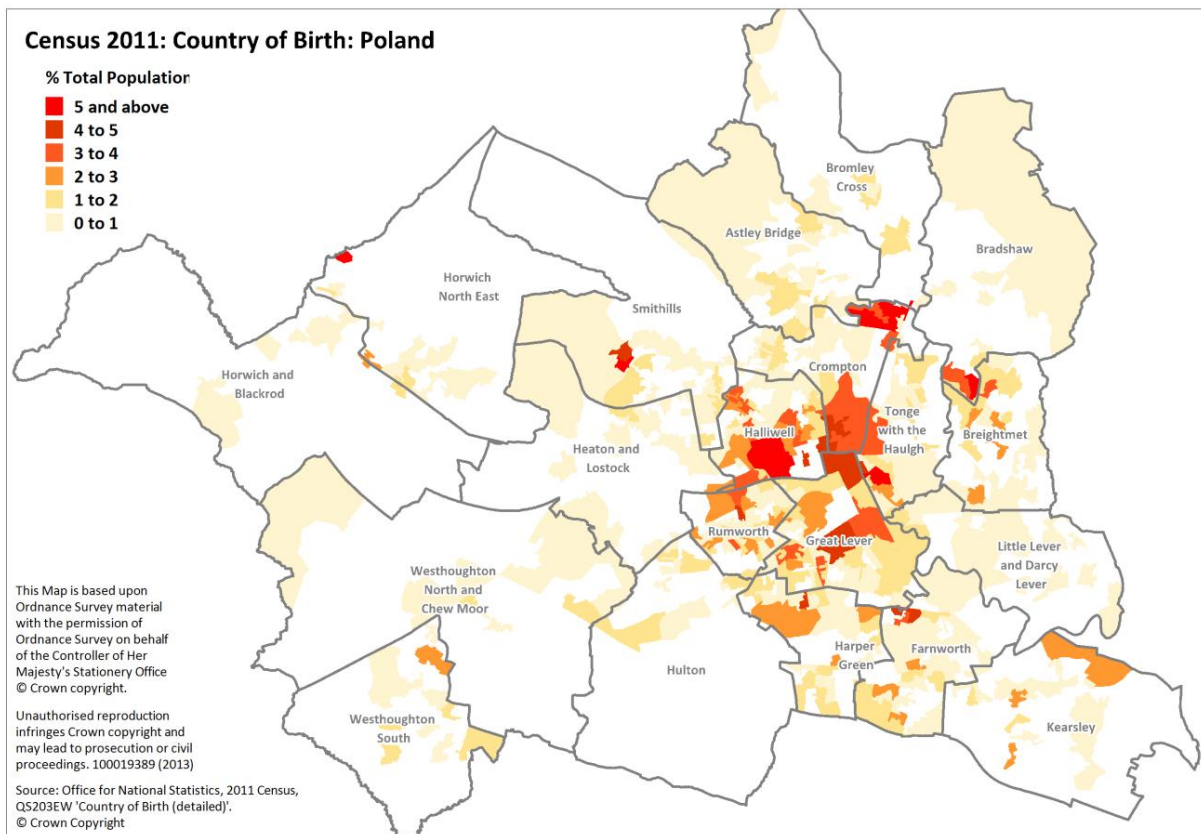 Census 2011: Country of Birth: Poland
% Total Population
5 and above
4 to 5
3 to 4
2 to 3
1 to 2
0 to 1
Bromley
Cross
Astley Bridge
Bradshaw
Horwich
North East
Smithills
Horwich and
Blackrod
Crompton
Halliwell
Tonge
with the
Haulgh
Breightmet
Heaton and
Lostock
Rumworth
Great Lever
Little Lever
and Darcy
Lever
Westhoughton
North and
Chew Moor
Hulton
Harper
Green
Farnworth
Kearsley
Westhoughton
South
This Map is based upon
Ordnance Survey material
with the permission of
Ordnance Survey on behalf
of the Controller of Her
Majesty's Stationery Office
© Crown copyright.
Unauthorised reproduction
infringes Crown copyright and
may lead to prosecution or civil
proceedings. 100019389 (2013)
Source: Office for National Statistics, 2011 Census,
QS203EW 'Country of Birth (detailed)'.
© Crown Copyright